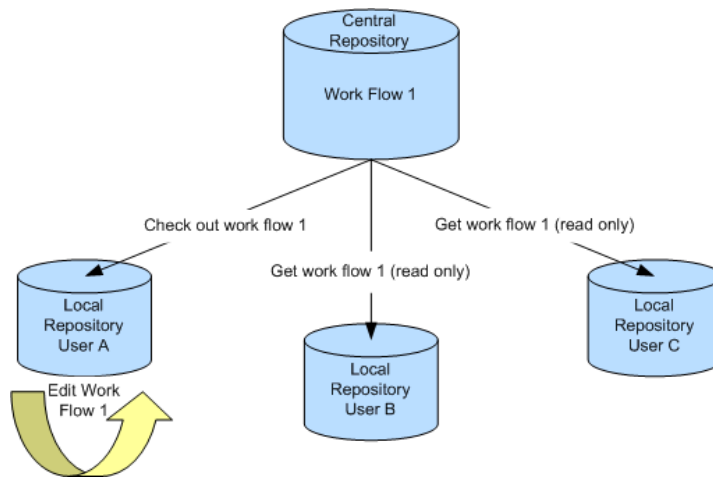 Central
Repository
Work Flow 1
Check out work flow 1
Get work flow 1 (read only)
Get work flow 1 (read only)
Local
Repository
User A
Local
Repository
User C
Edit Work
Flow 1
Local
Repository
User B